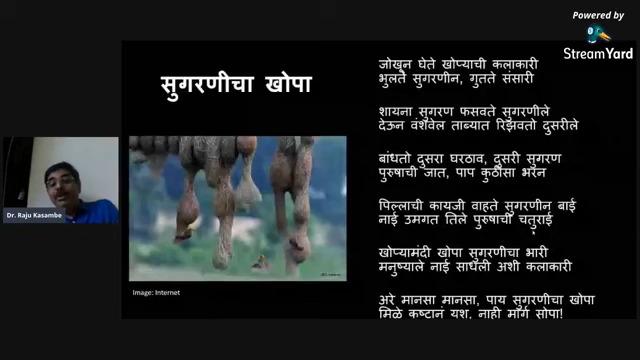 Powered by
StreamYard
सुगरणीचा खोपा
जोखून घेते खोप्याची कलाकारी
भुलते सुगरणीन, गुतते संसारी
शायना सुगरण फसवते सुगरणीले
देऊन वंशवेल ताब्यात रिझवतो दुसरीले
बांधतो दुसरा घरठाव, दुसरी सुगरण
पुरुषाची जात, पाप कुठीसा भरन
पिल्लाची कायजी वाहते सुगरणीन बाई
नाई उमगत तिले पुरुषाची चतुराई
खोप्यामंदी खोपा सुगरणीचा भारी
मनुष्याले नाई साधली अशी कलाकारी
अरे मानसा मानसा, पाय सुगरणीचा खोपा
मिळे कष्टानं यश, नाही मार्ग सोपा!
Dr. Raju Kasambe
Image: Internet